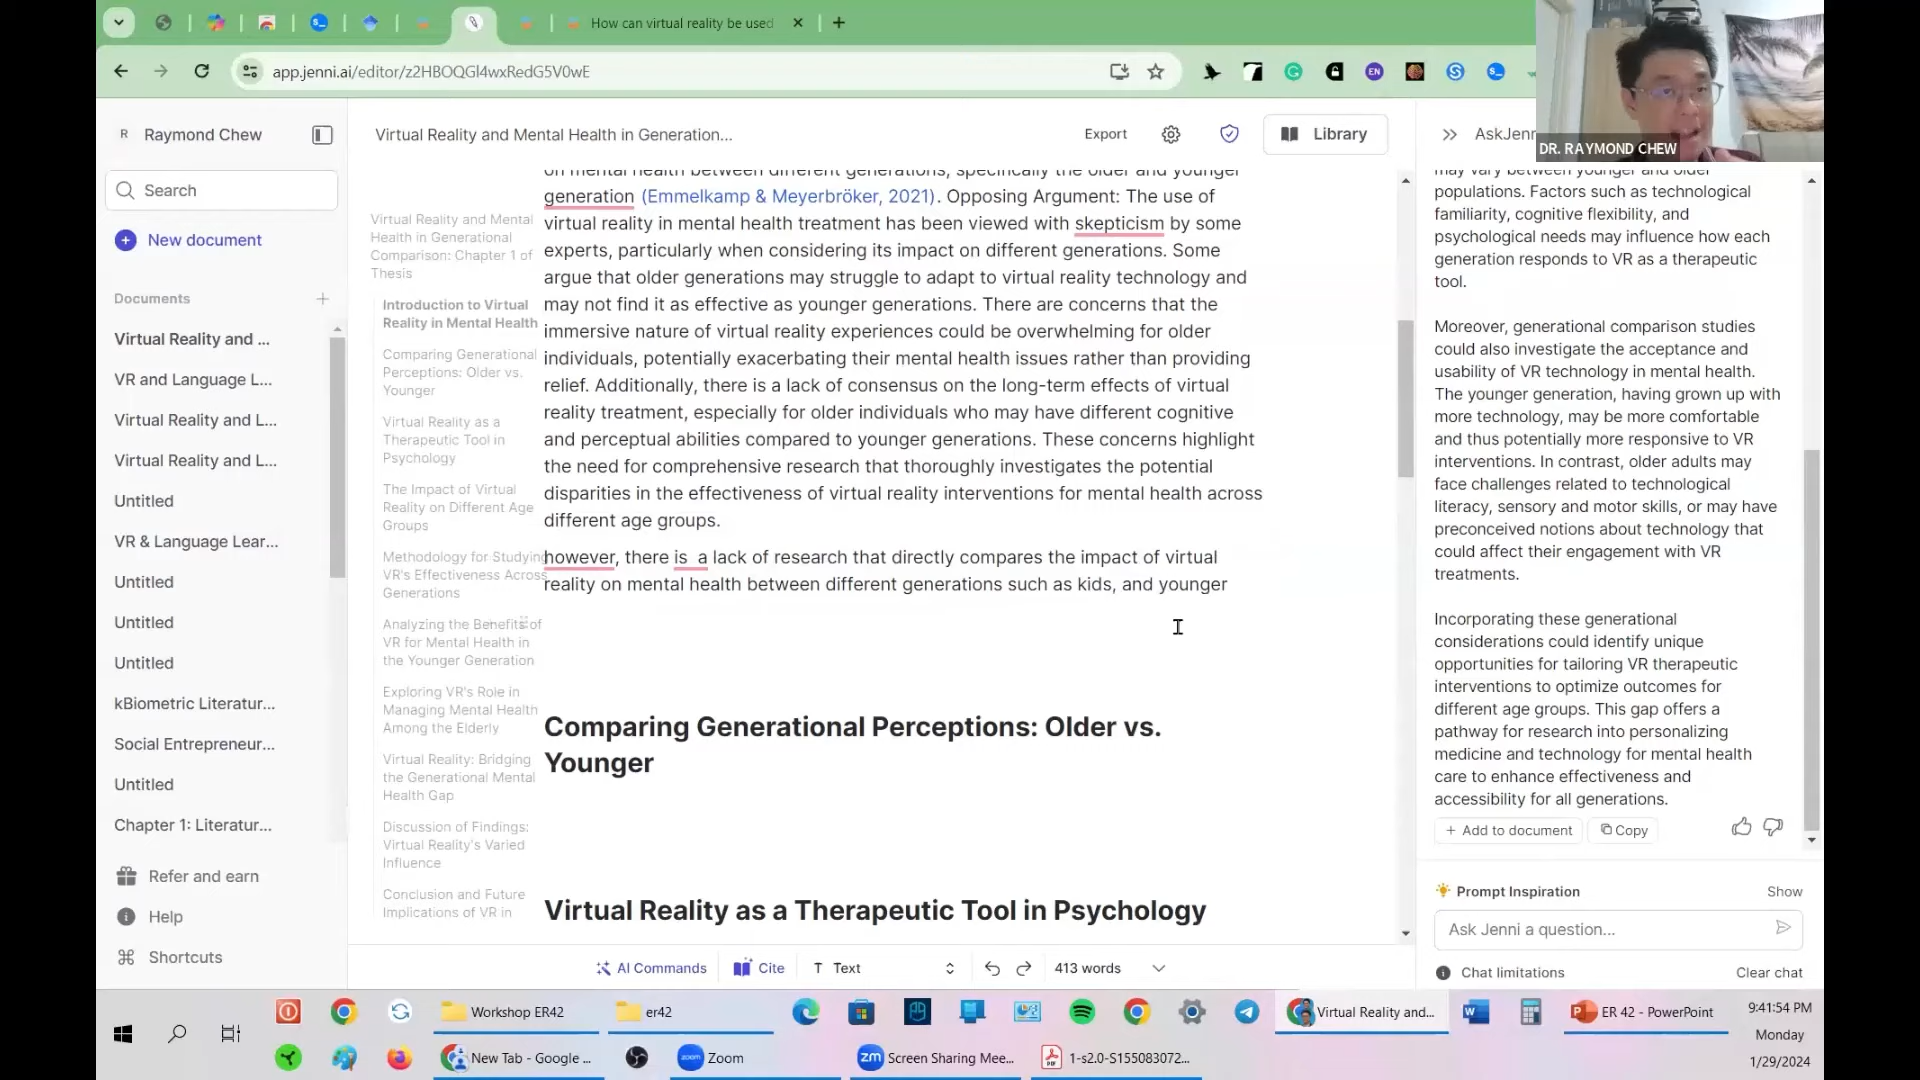 How can virtual reality be used
app.jenni.ai/editor/z2HBOQGl4wxRedG5V0wE
DR. RAYMOND CHEW
R Raymond Chew
Search
New document
Documents
Virtual Reality and ...
VR and Language L...
Virtual Reality and L...
Virtual Reality and L...
Untitled
VR & Language Lear...
Untitled
Untitled
Untitled
kBiometric Literatur...
Social Entrepreneur...
Untitled
Chapter 1: Literatur...
Refer and earn
Help
Shortcuts
Virtual Reality and Mental Health in Generation...
Export
Library
Virtual Reality and Mental
Health in Generational
Comparison: Chapter 1 of
Thesis
Introduction to Virtual
Reality in Mental Health
Comparing Generational
Perceptions: Older vs.
Younger
Virtual Reality as a
Therapeutic Tool in
Psychology
The Impact of Virtual
Reality on Different Age
Groups
Methodology for Studying
VR's Effectiveness Across
Generations
Analyzing the Benefits of
VR for Mental Health in
the Younger Generation
Exploring VR's Role in
Managing Mental Health
Among the Elderly
Virtual Reality: Bridging
the Generational Mental
Health Gap
Discussion of Findings:
Virtual Reality's Varied
Influence
Conclusion and Future
Implications of VR in
on mental health between different generations, specifically the older and younger
generation (Emmelkamp & Meyerbröker, 2021). Opposing Argument: The use of
virtual reality in mental health treatment has been viewed with skepticism by some
experts, particularly when considering its impact on different generations. Some
argue that older generations may struggle to adapt to virtual reality technology and
may not find it as effective as younger generations. There are concerns that the
immersive nature of virtual reality experiences could be overwhelming for older
individuals, potentially exacerbating their mental health issues rather than providing
relief. Additionally, there is a lack of consensus on the long-term effects of virtual
reality treatment, especially for older individuals who may have different cognitive
and perceptual abilities compared to younger generations. These concerns highlight
the need for comprehensive research that thoroughly investigates the potential
disparities in the effectiveness of virtual reality interventions for mental health across
different age groups.
however, there is  a lack of research that directly compares the impact of virtual
reality on mental health between different generations such as kids, and younger
Comparing Generational Perceptions: Older vs.
Younger
Virtual Reality as a Therapeutic Tool in Psychology
AI Commands
Cite
T Text
413 words
AskJenn
may vary between younger and older
populations. Factors such as technological
familiarity, cognitive flexibility, and
psychological needs may influence how each
generation responds to VR as a therapeutic
tool.
Moreover, generational comparison studies
could also investigate the acceptance and
usability of VR technology in mental health.
The younger generation, having grown up with
more technology, may be more comfortable
and thus potentially more responsive to VR
interventions. In contrast, older adults may
face challenges related to technological
literacy, sensory and motor skills, or may have
preconceived notions about technology that
could affect their engagement with VR
treatments.
Incorporating these generational
considerations could identify unique
opportunities for tailoring VR therapeutic
interventions to optimize outcomes for
different age groups. This gap offers a
pathway for research into personalizing
medicine and technology for mental health
care to enhance effectiveness and
accessibility for all generations.
+ Add to document
Copy
Prompt Inspiration
Show
Ask Jenni a question...
Chat limitations
Clear chat
Workshop ER42
er42
Virtual Reality and...
ER 42 - PowerPoint
9:41:54 PM
Monday
1/29/2024
New Tab - Google ...
zoom Zoom
zm Screen Sharing Mee...
1-s2.0-S155083072...